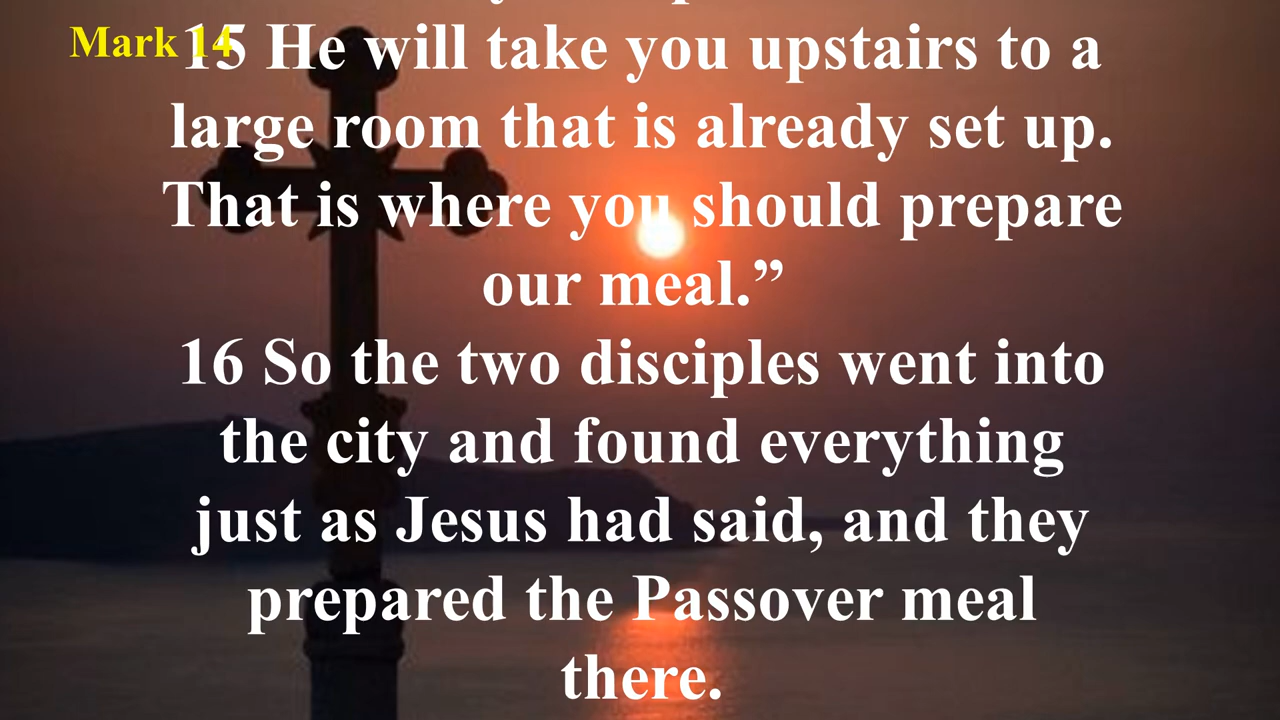 Mark 14
15 He will take you upstairs to a
large room that is already set up.
That is where you should prepare
our meal.”
16 So the two disciples went into
the city and found everything
just as Jesus had said, and they
prepared the Passover meal
there.